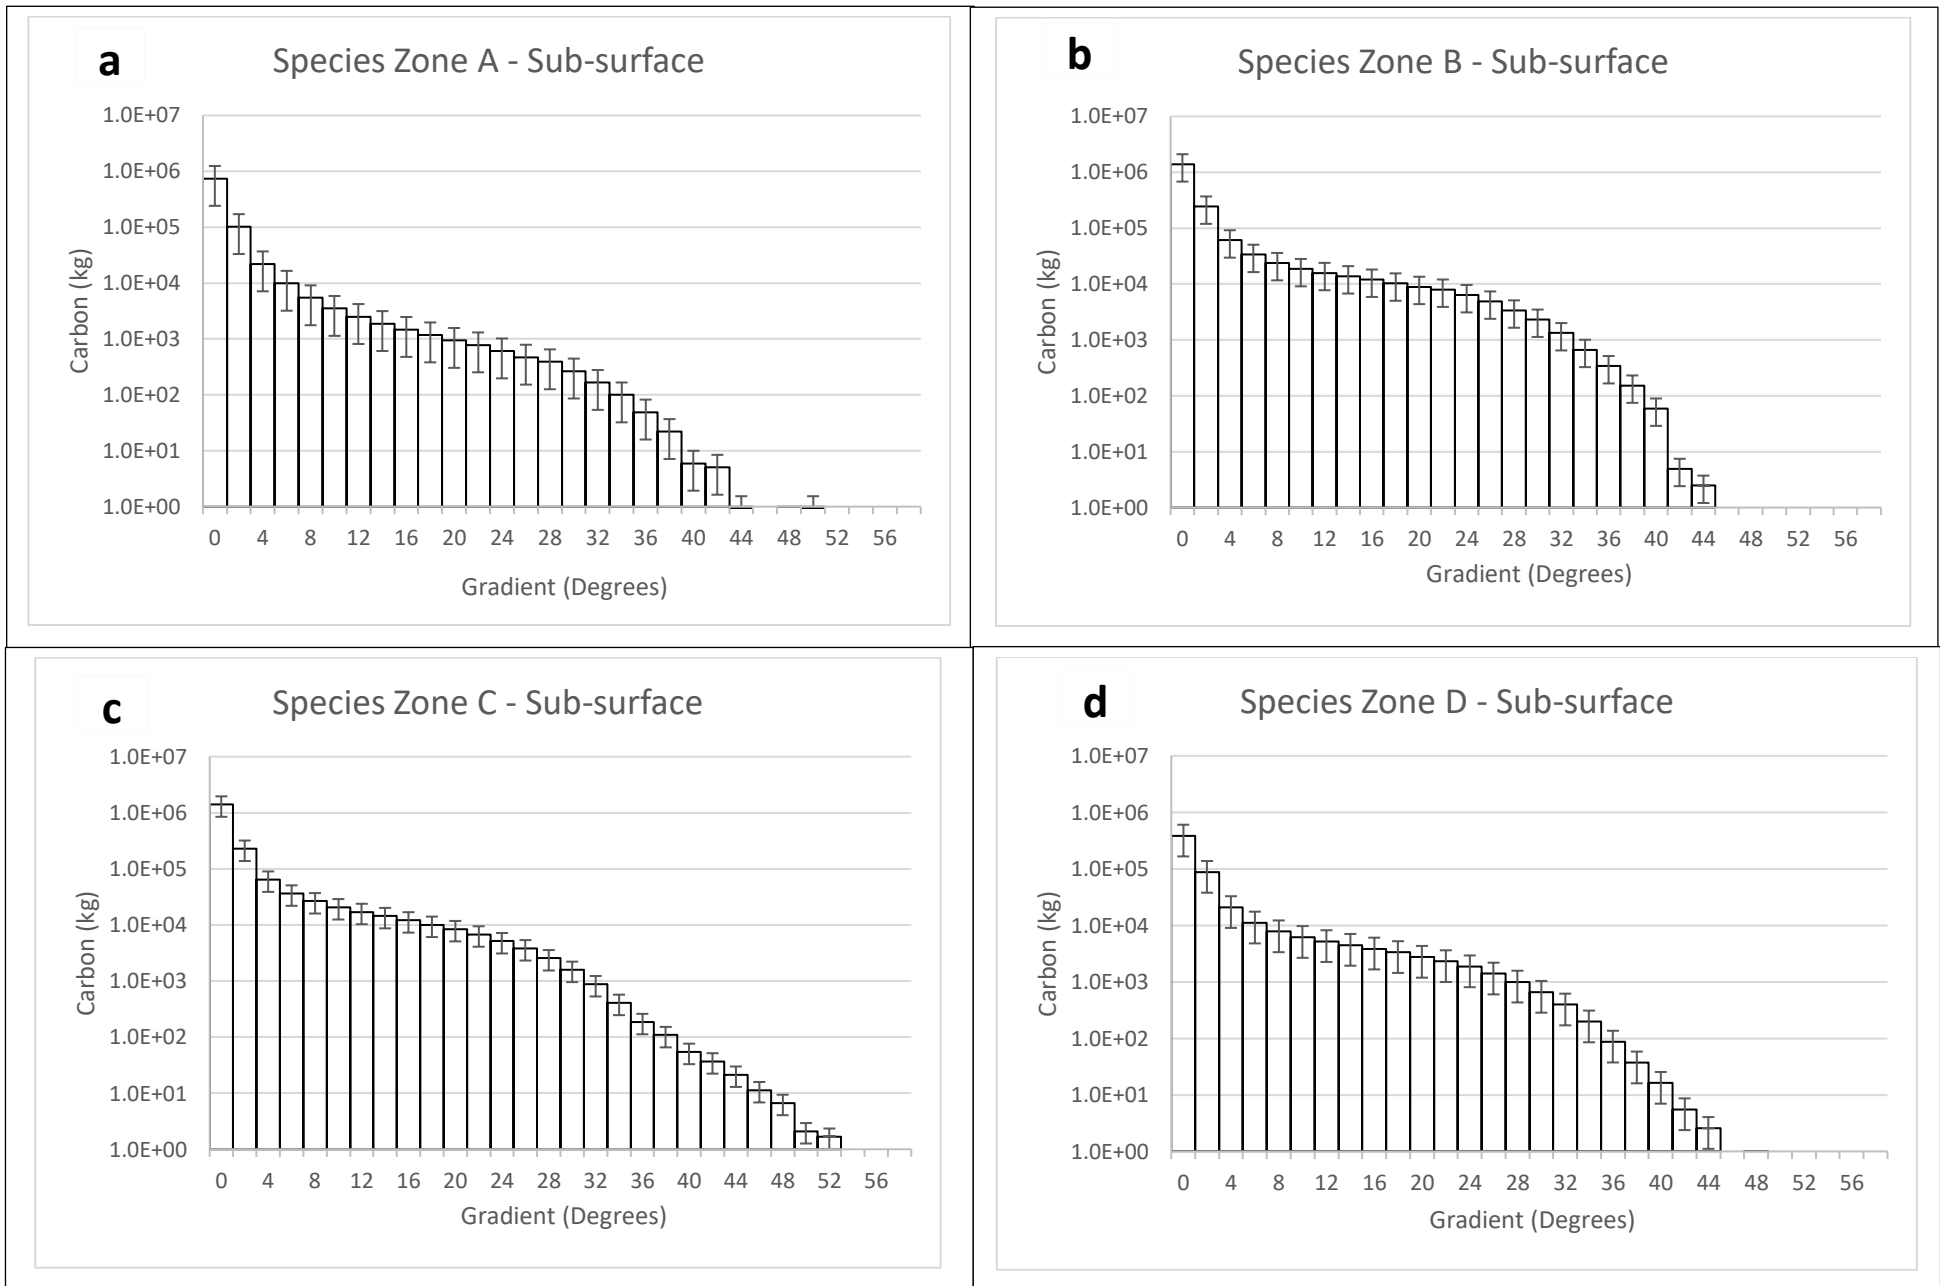 a
Species Zone A - Sub-surface
1.0E+07
1.0E+06
1.0E+05
1.0E+04
1.0E+03
1.0E+02
1.0E+01
1.0E+00
Carbon (kg)
0 4 8 12 16 20 24 28 32 36 40 44 48 52 56
Gradient (Degrees)
b
Species Zone B - Sub-surface
1.0E+07
1.0E+06
1.0E+05
1.0E+04
1.0E+03
1.0E+02
1.0E+01
1.0E+00
Carbon (kg)
0 4 8 12 16 20 24 28 32 36 40 44 48 52 56
Gradient (Degrees)
c
Species Zone C - Sub-surface
1.0E+07
1.0E+06
1.0E+05
1.0E+04
1.0E+03
1.0E+02
1.0E+01
1.0E+00
Carbon (kg)
0 4 8 12 16 20 24 28 32 36 40 44 48 52 56
Gradient (Degrees)
d
Species Zone D - Sub-surface
1.0E+07
1.0E+06
1.0E+05
1.0E+04
1.0E+03
1.0E+02
1.0E+01
1.0E+00
Carbon (kg)
0 4 8 12 16 20 24 28 32 36 40 44 48 52 56
Gradient (Degrees)